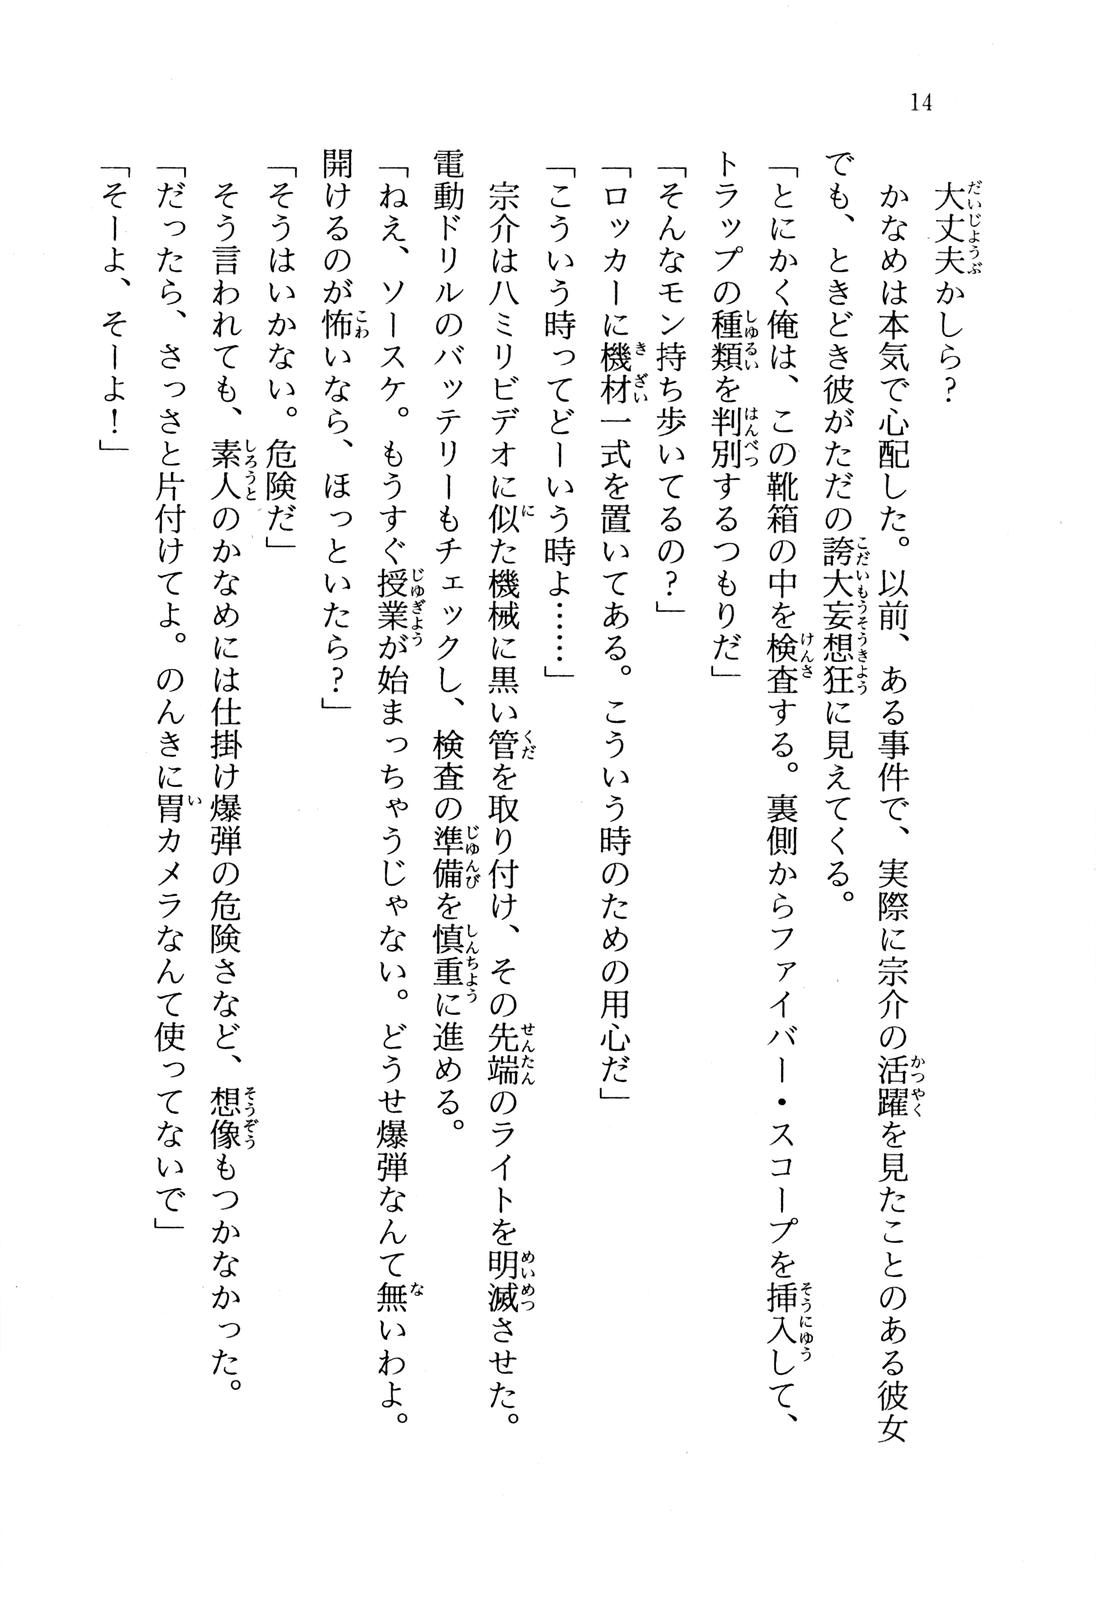 14
大丈夫かしら？
かなめは本気で心配した。以前、ある事件で、実際に宗介の活躍を見たことのある彼女
でも、ときどき彼がただの誇大妄想狂に見えてくる。
「とにかく俺は、この靴箱の中を検査する。裏側からファイバー・スコープを挿入して、
トラップの種類を判別するつもりだ」
「そんなモン持ち歩いてるの？」
「ロッカーに機材一式を置いてある。こういう時のための用心だ」
「こういう時ってどーいう時よ……」
宗介は八ミリビデオに似た機械に黒い管を取り付け、その先端のライトを明滅させた。
電動ドリルのバッテリーもチェックし、検査の準備を慎重に進める。
「ねえ、ソースケ。もうすぐ授業が始まっちゃうじゃない。どうせ爆弾なんて無いわよ。
開けるのが怖いなら、ほっといたら？」
「そうはいかない。危険だ」
そう言われても、素人のかなめには仕掛け爆弾の危険さなど、想像もつかなかった。
「だったら、さっさと片付けてよ。のんきに胃カメラなんて使ってないで」
「そーよ、そーよ！」